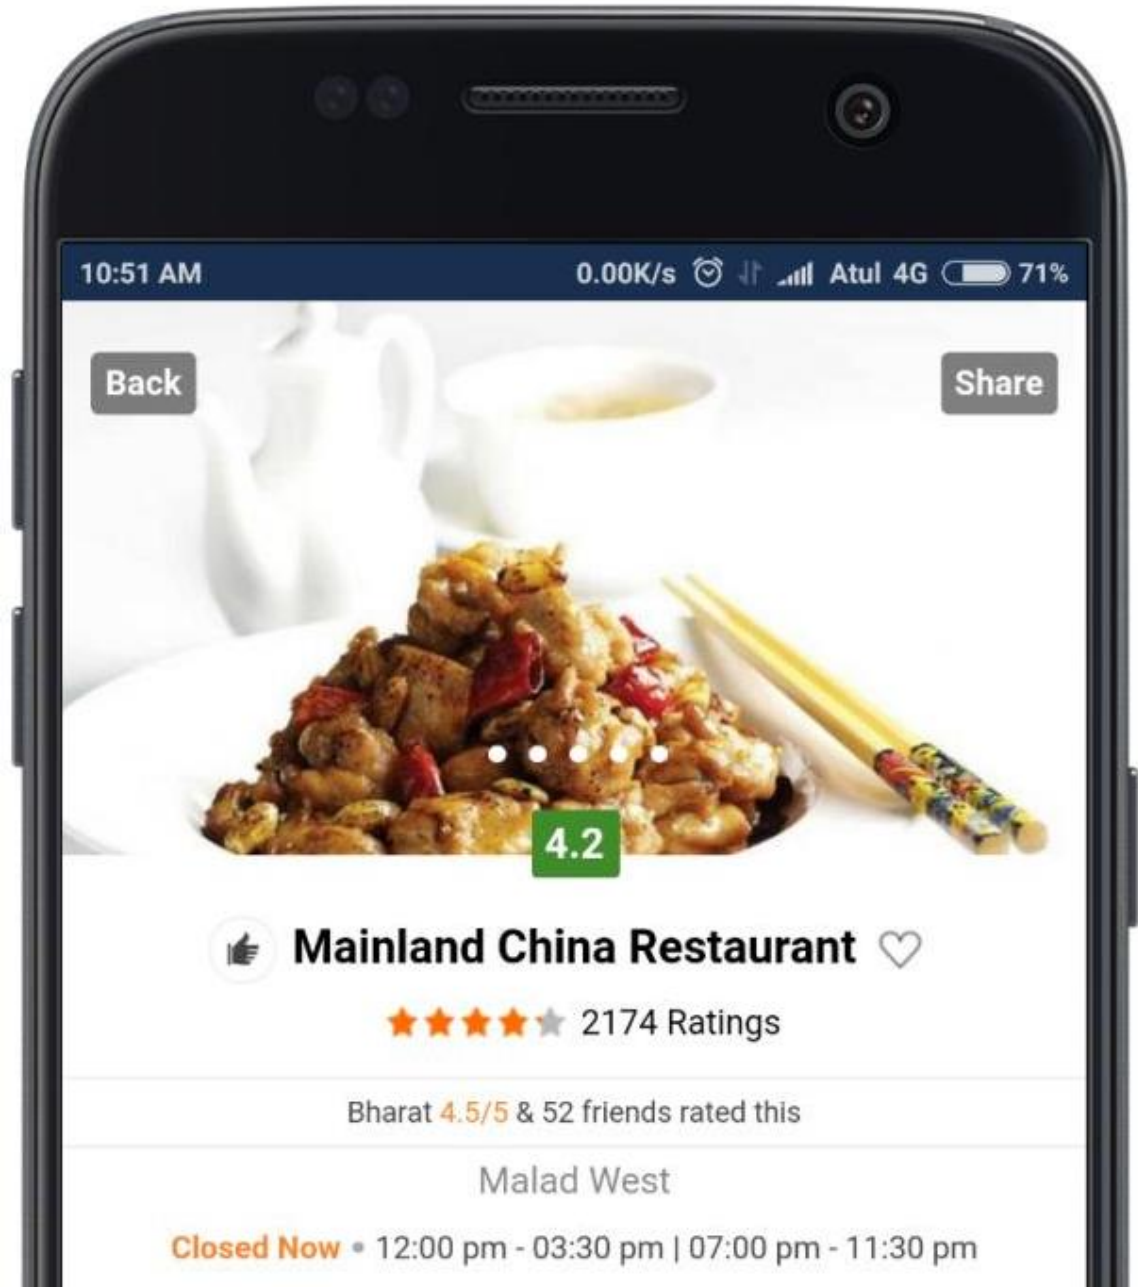 10:51 AM 0.00K/s Atul 4G 71%
Back Share
4.2
Mainland China Restaurant
2174 Ratings
Bharat 4.5/5 & 52 friends rated this
Malad West
Closed Now • 12:00 pm - 03:30 pm | 07:00 pm - 11:30 pm